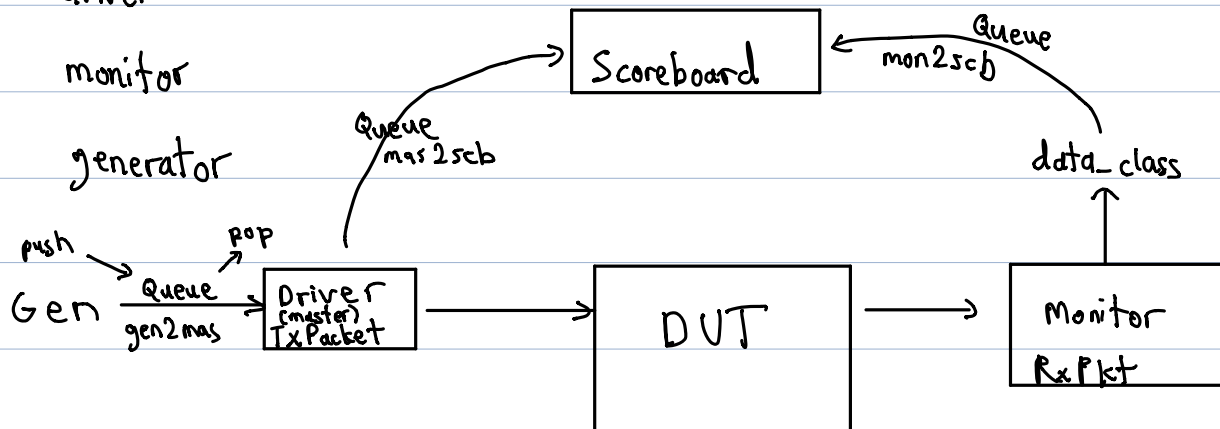 driver
monitor
generator
Scoreboard
Queue
mon2scb
Queue
mas2scb
data_class
push
pop
Gen
Queue
gen2mas
Driver
(master)
TxPacket
DUT
Monitor
RxPkt